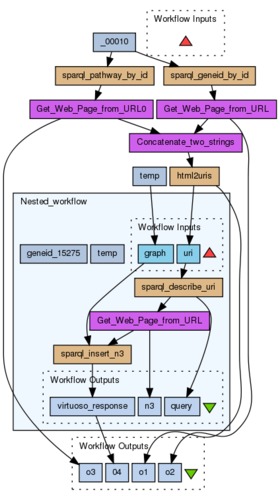 Workflow Inputs
_00010
sparql_pathway_by_id
sparql_geneid_by_id
Get_Web_Page_from_URL0
Get_Web_Page_from_URL
Concatenate_two_strings
temp
html2uris
Nested_workflow
Workflow Inputs
geneid_15275
temp
graph
uri
sparql_describe_uri
Get_Web_Page_from_URL
sparql_insert_n3
Workflow Outputs
virtuoso_response
n3
query
Workflow Outputs
o3
04
o1
o2